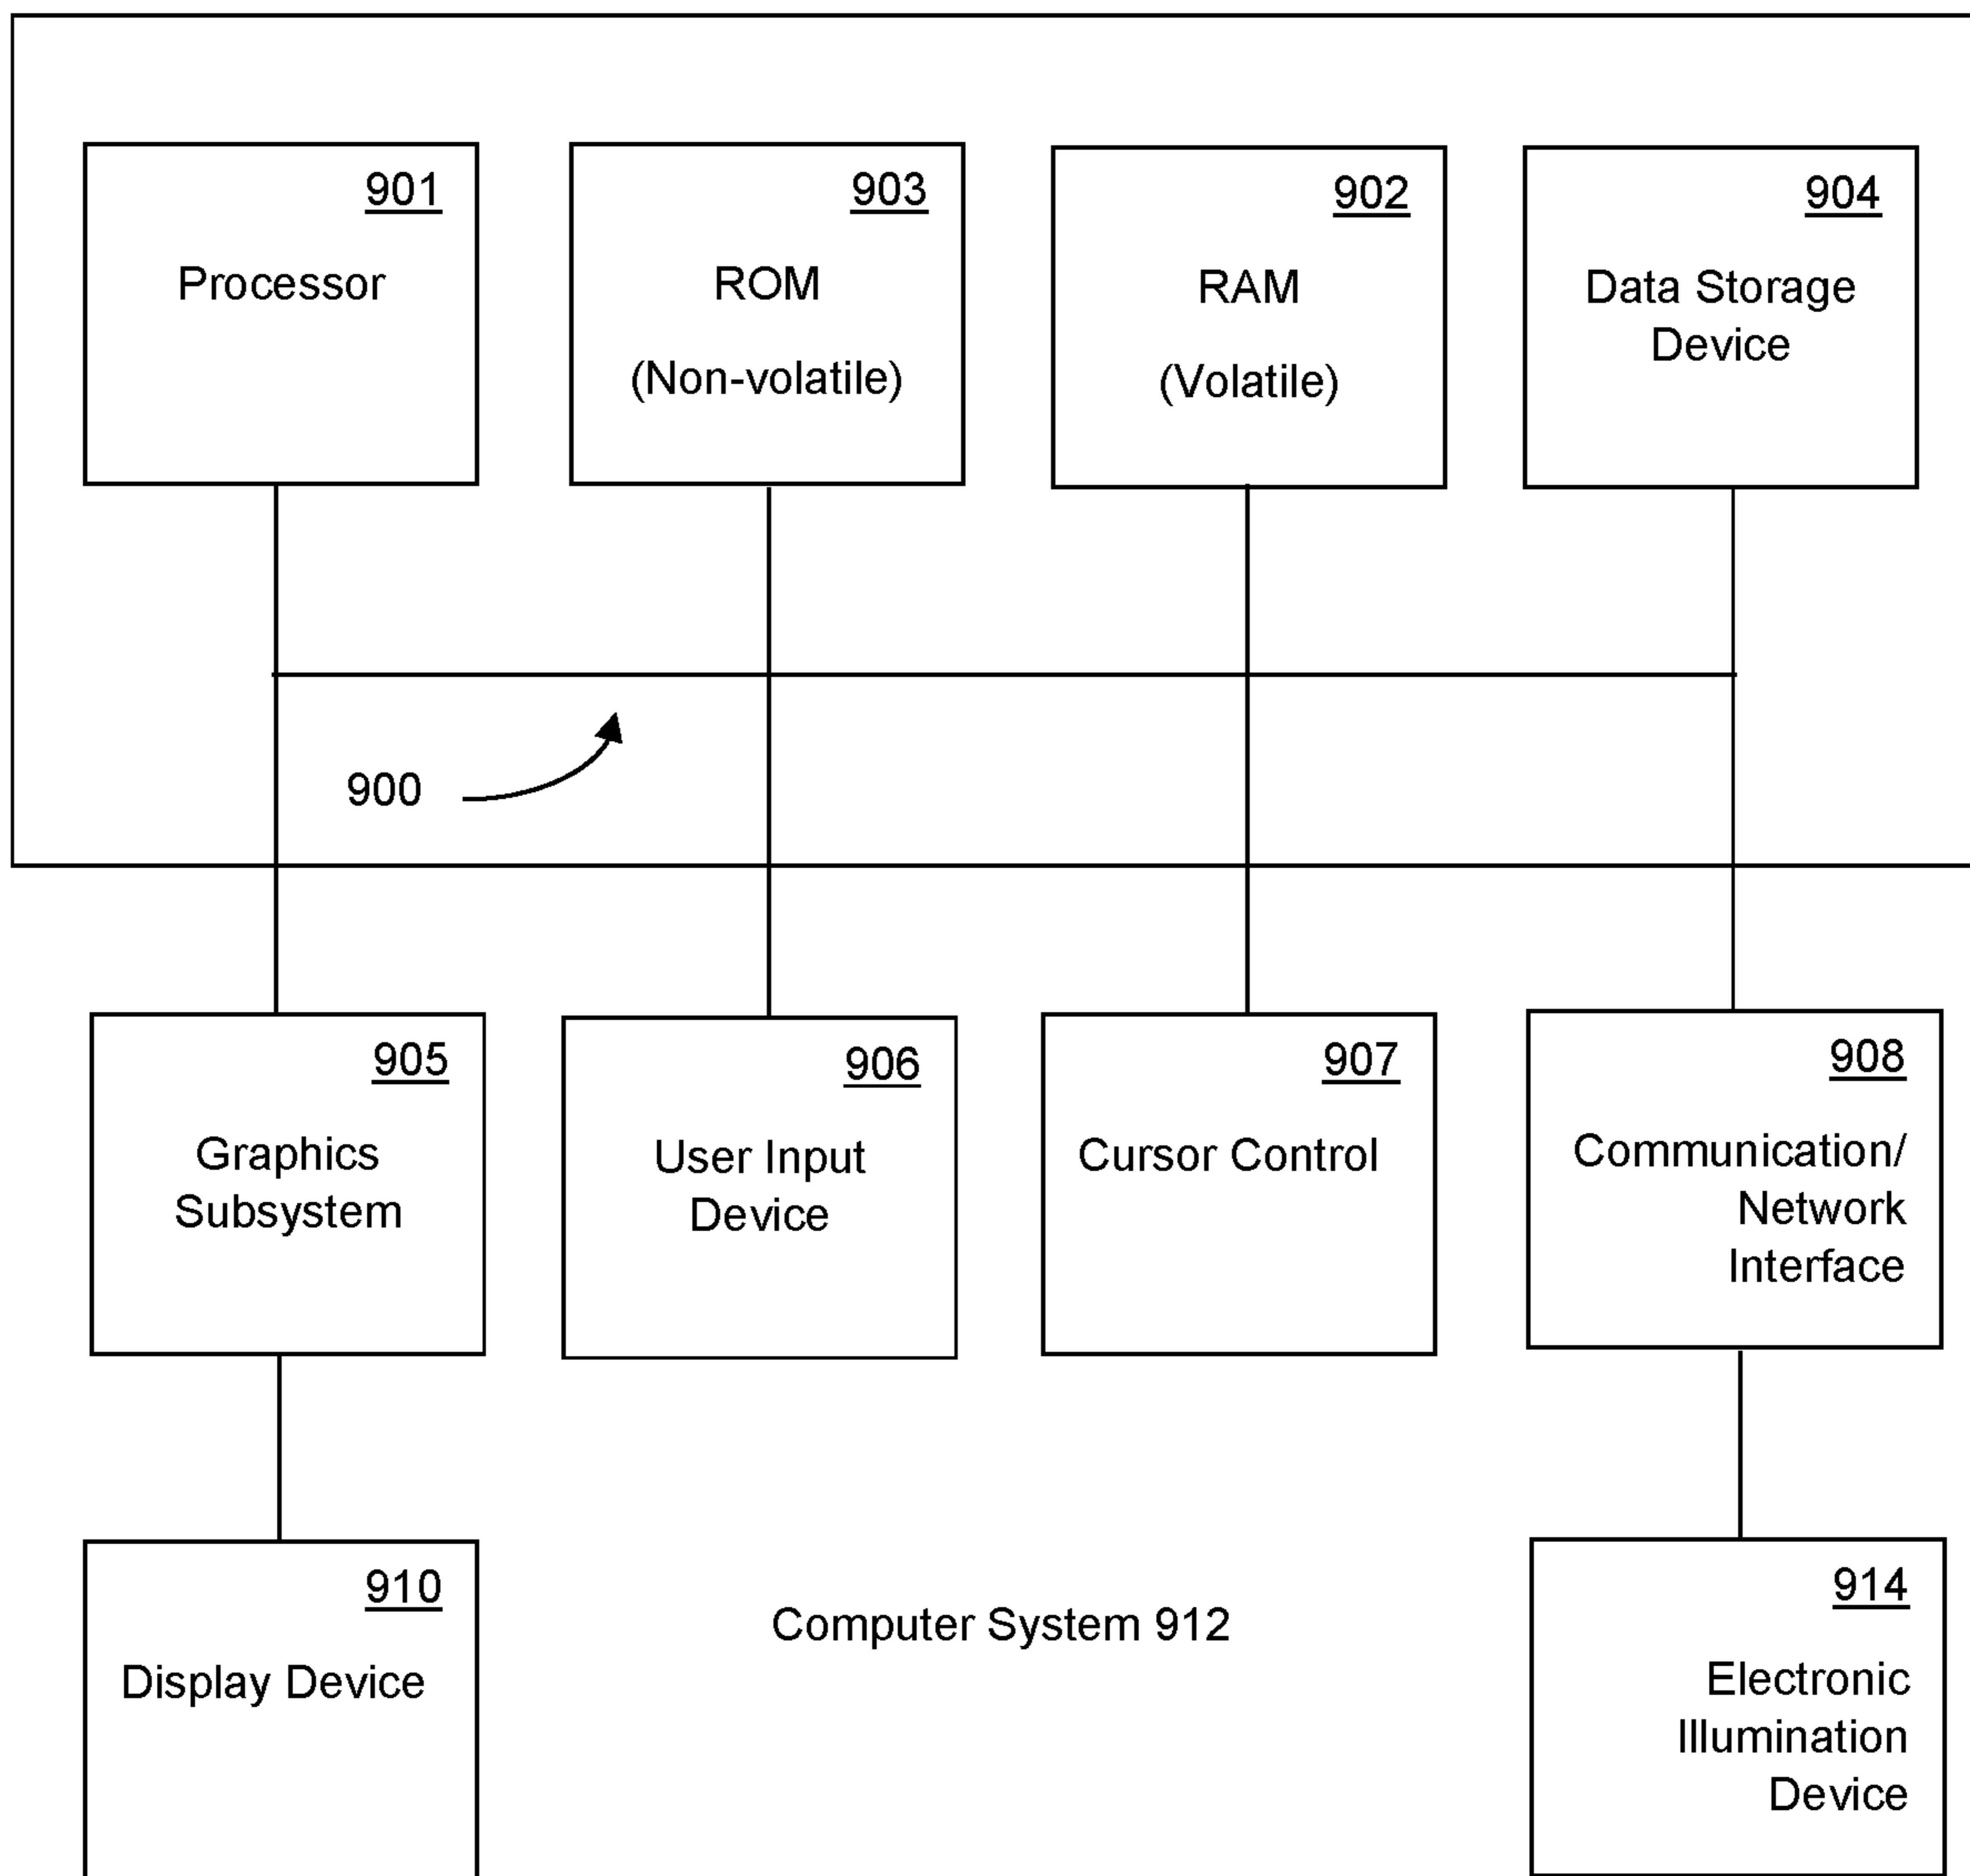 901
Processor
903
ROM
(Non-volatile)
902
RAM
(Volatile)
904
Data Storage
Device
900
905
Graphics
Subsystem
906
User Input
Device
907
Cursor Control
908
Communication/
Network
Interface
910
Display Device
Computer System 912
914
Electronic
Illumination
Device